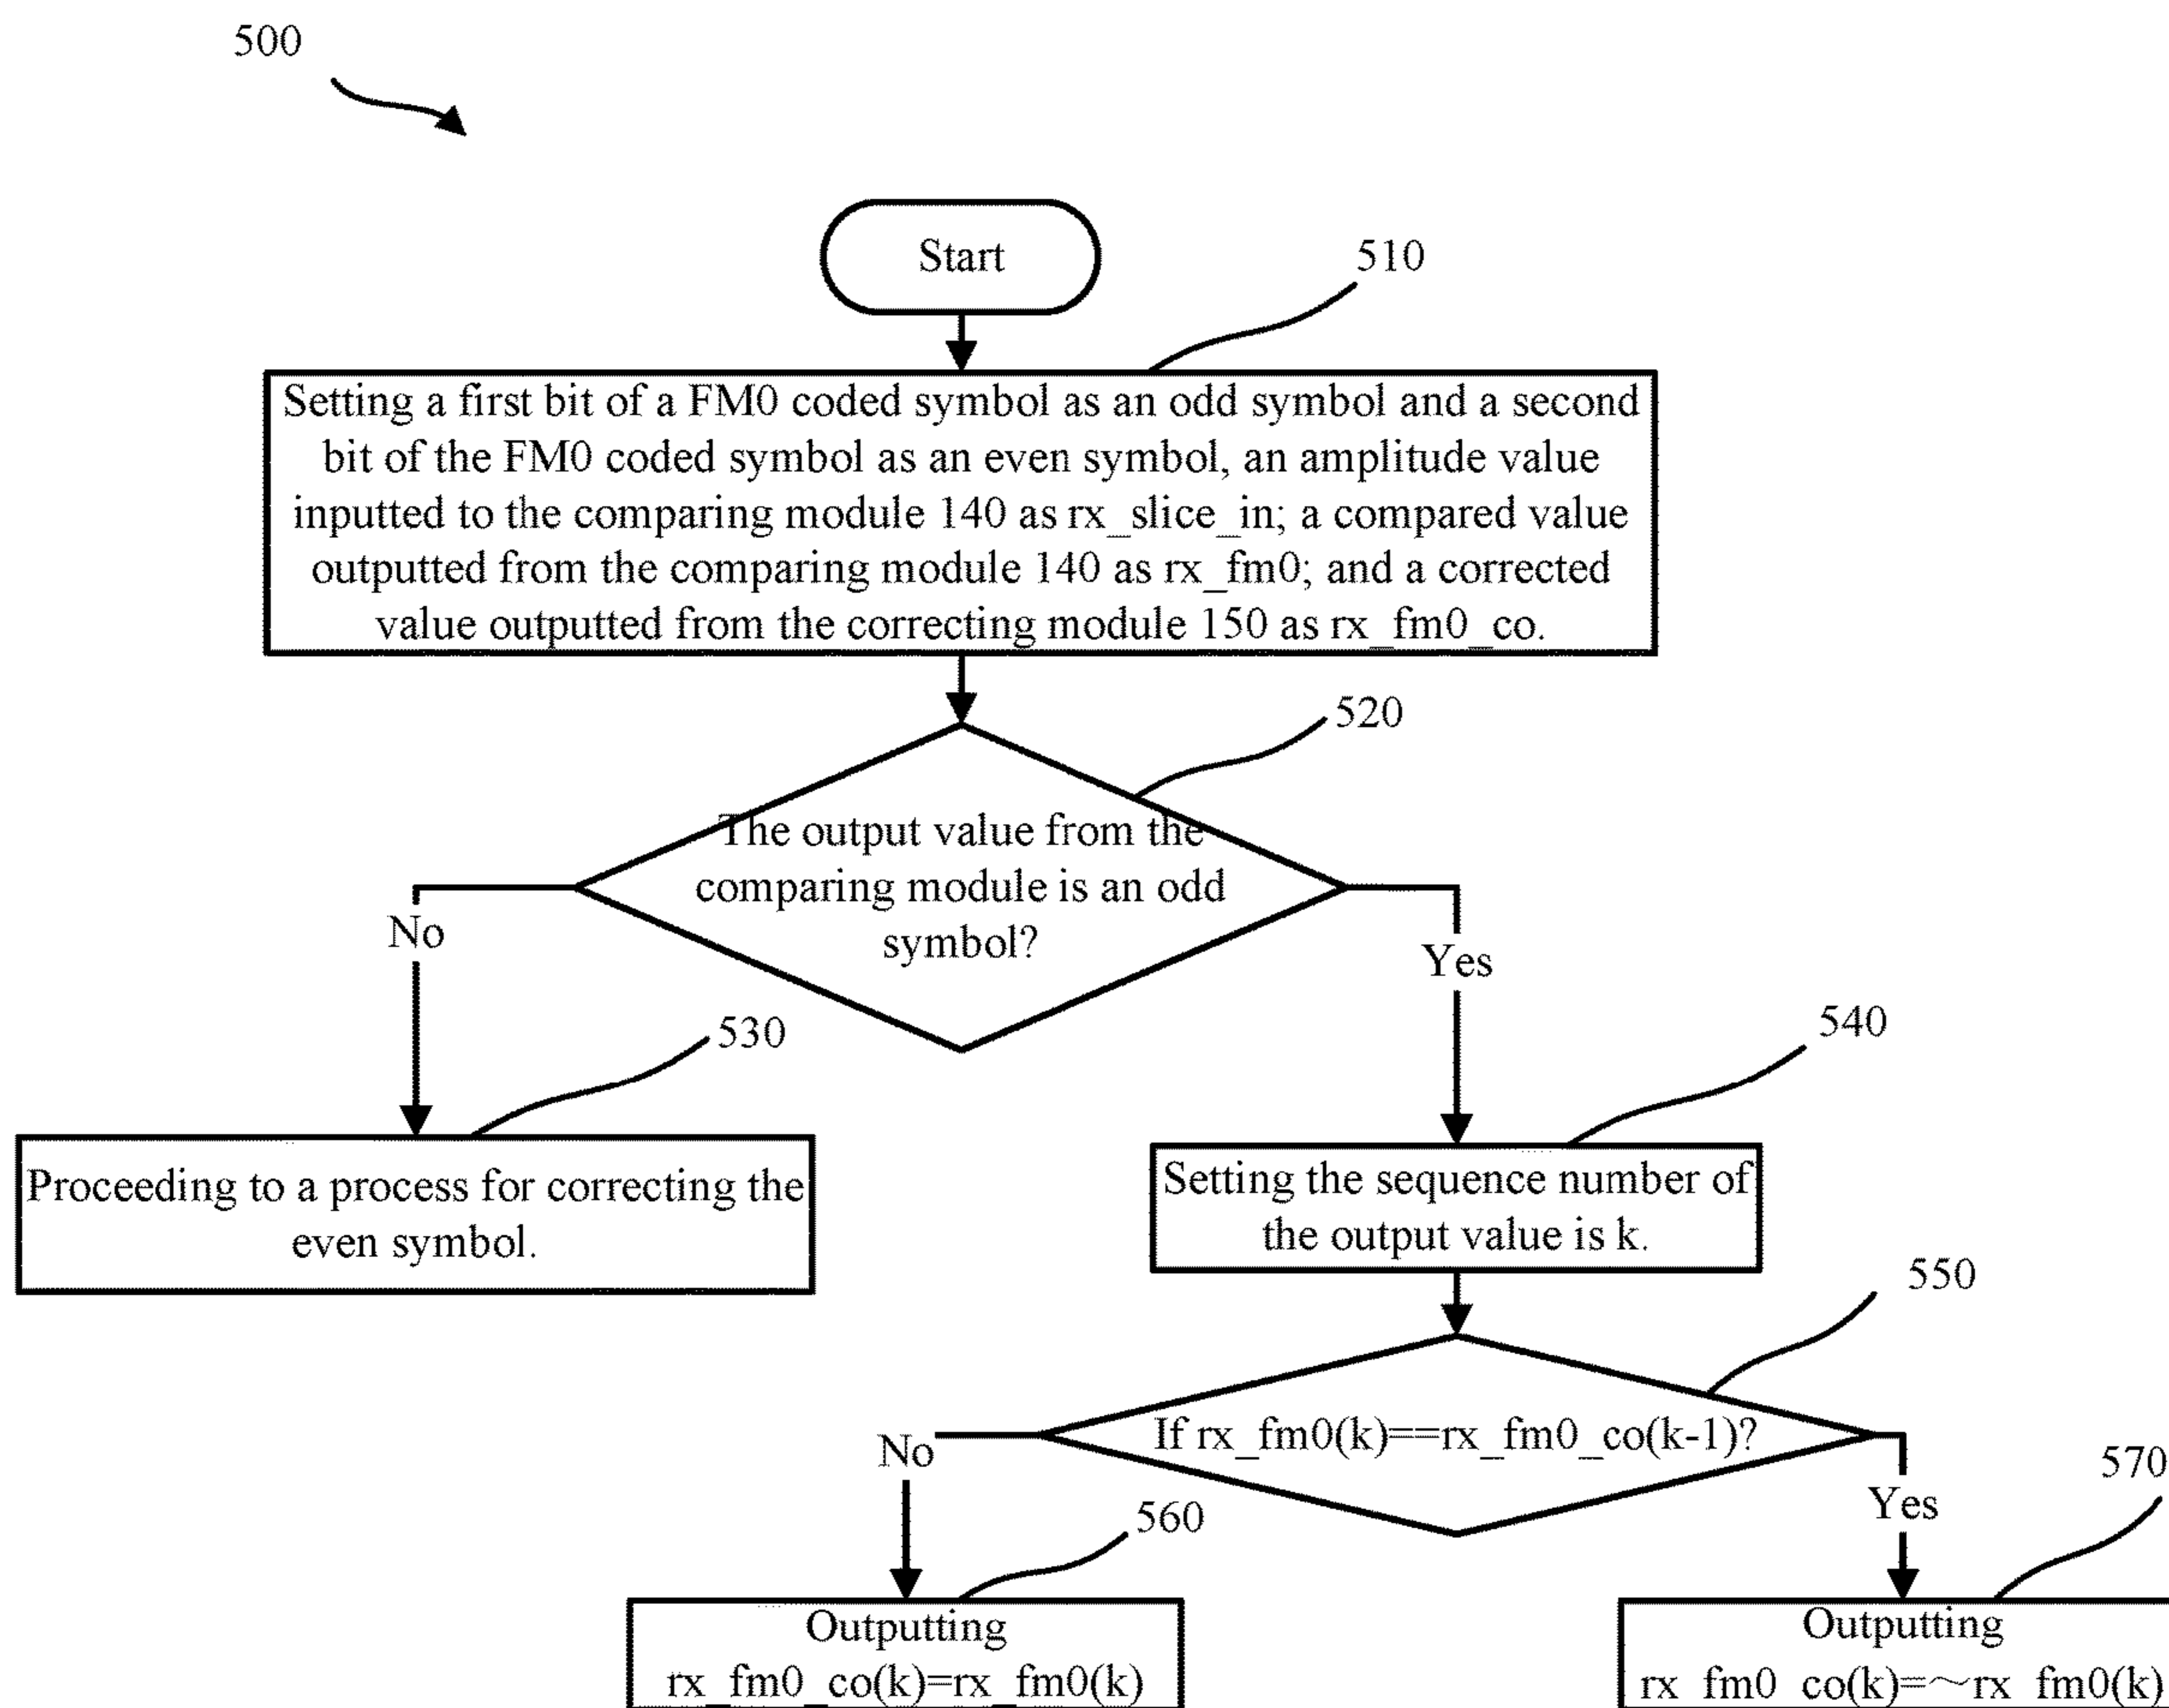 500
Start
510
Setting a first bit of a FM0 coded symbol as an odd symbol and a second
bit of the FM0 coded symbol as an even symbol, an amplitude value
inputted to the comparing module 140 as rx_slice_in; a compared value
outputted from the comparing module 140 as rx_fm0; and a corrected
value outputted from the correcting module 150 as rx_fm0_co.
520
The output value from the
comparing module is an odd
symbol?
No
Yes
530
540
Proceeding to a process for correcting the
even symbol.
Setting the sequence number of
the output value is k.
550
If rx_fm0(k)==rx_fm0_co(k-1)?
No
Yes
560
570
Outputting
rx_fm0_co(k)=rx_fm0(k)
Outputting
rx_fm0_co(k)=~rx_fm0(k)